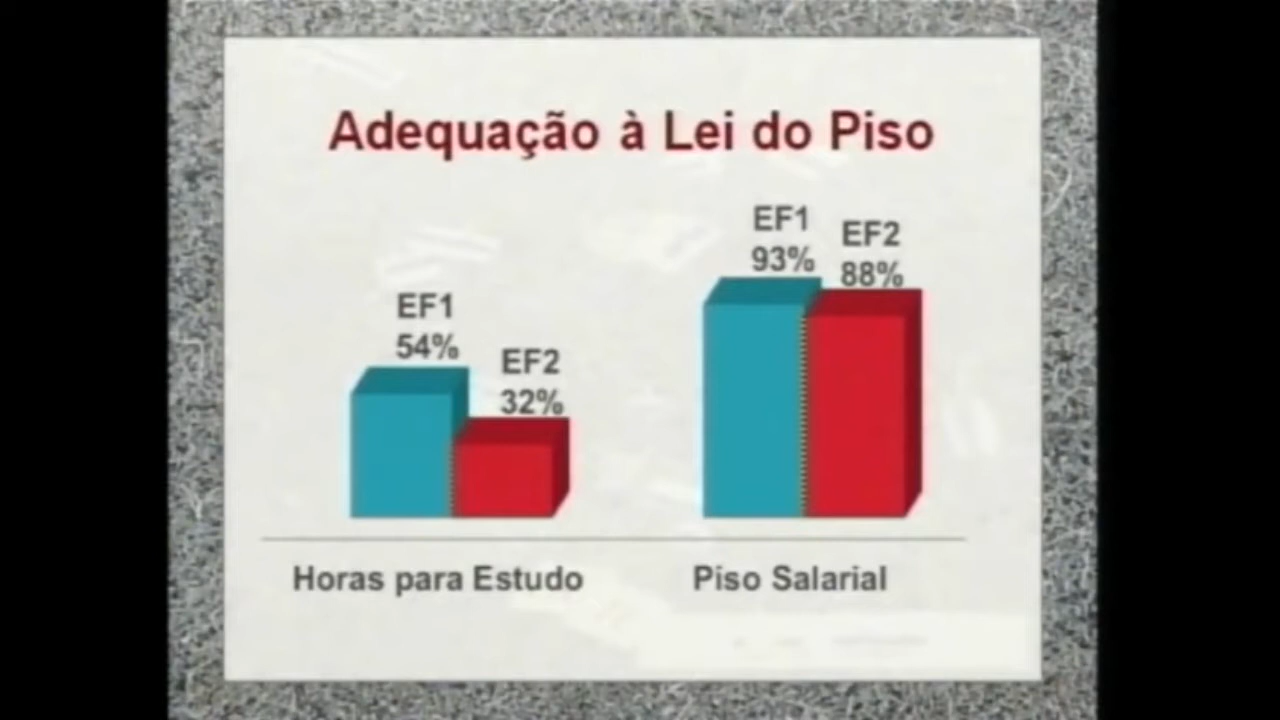 Adequação à Lei do Piso
EF1
54%
EF2
32%
EF1
93%
EF2
88%
Horas para Estudo
Piso Salarial